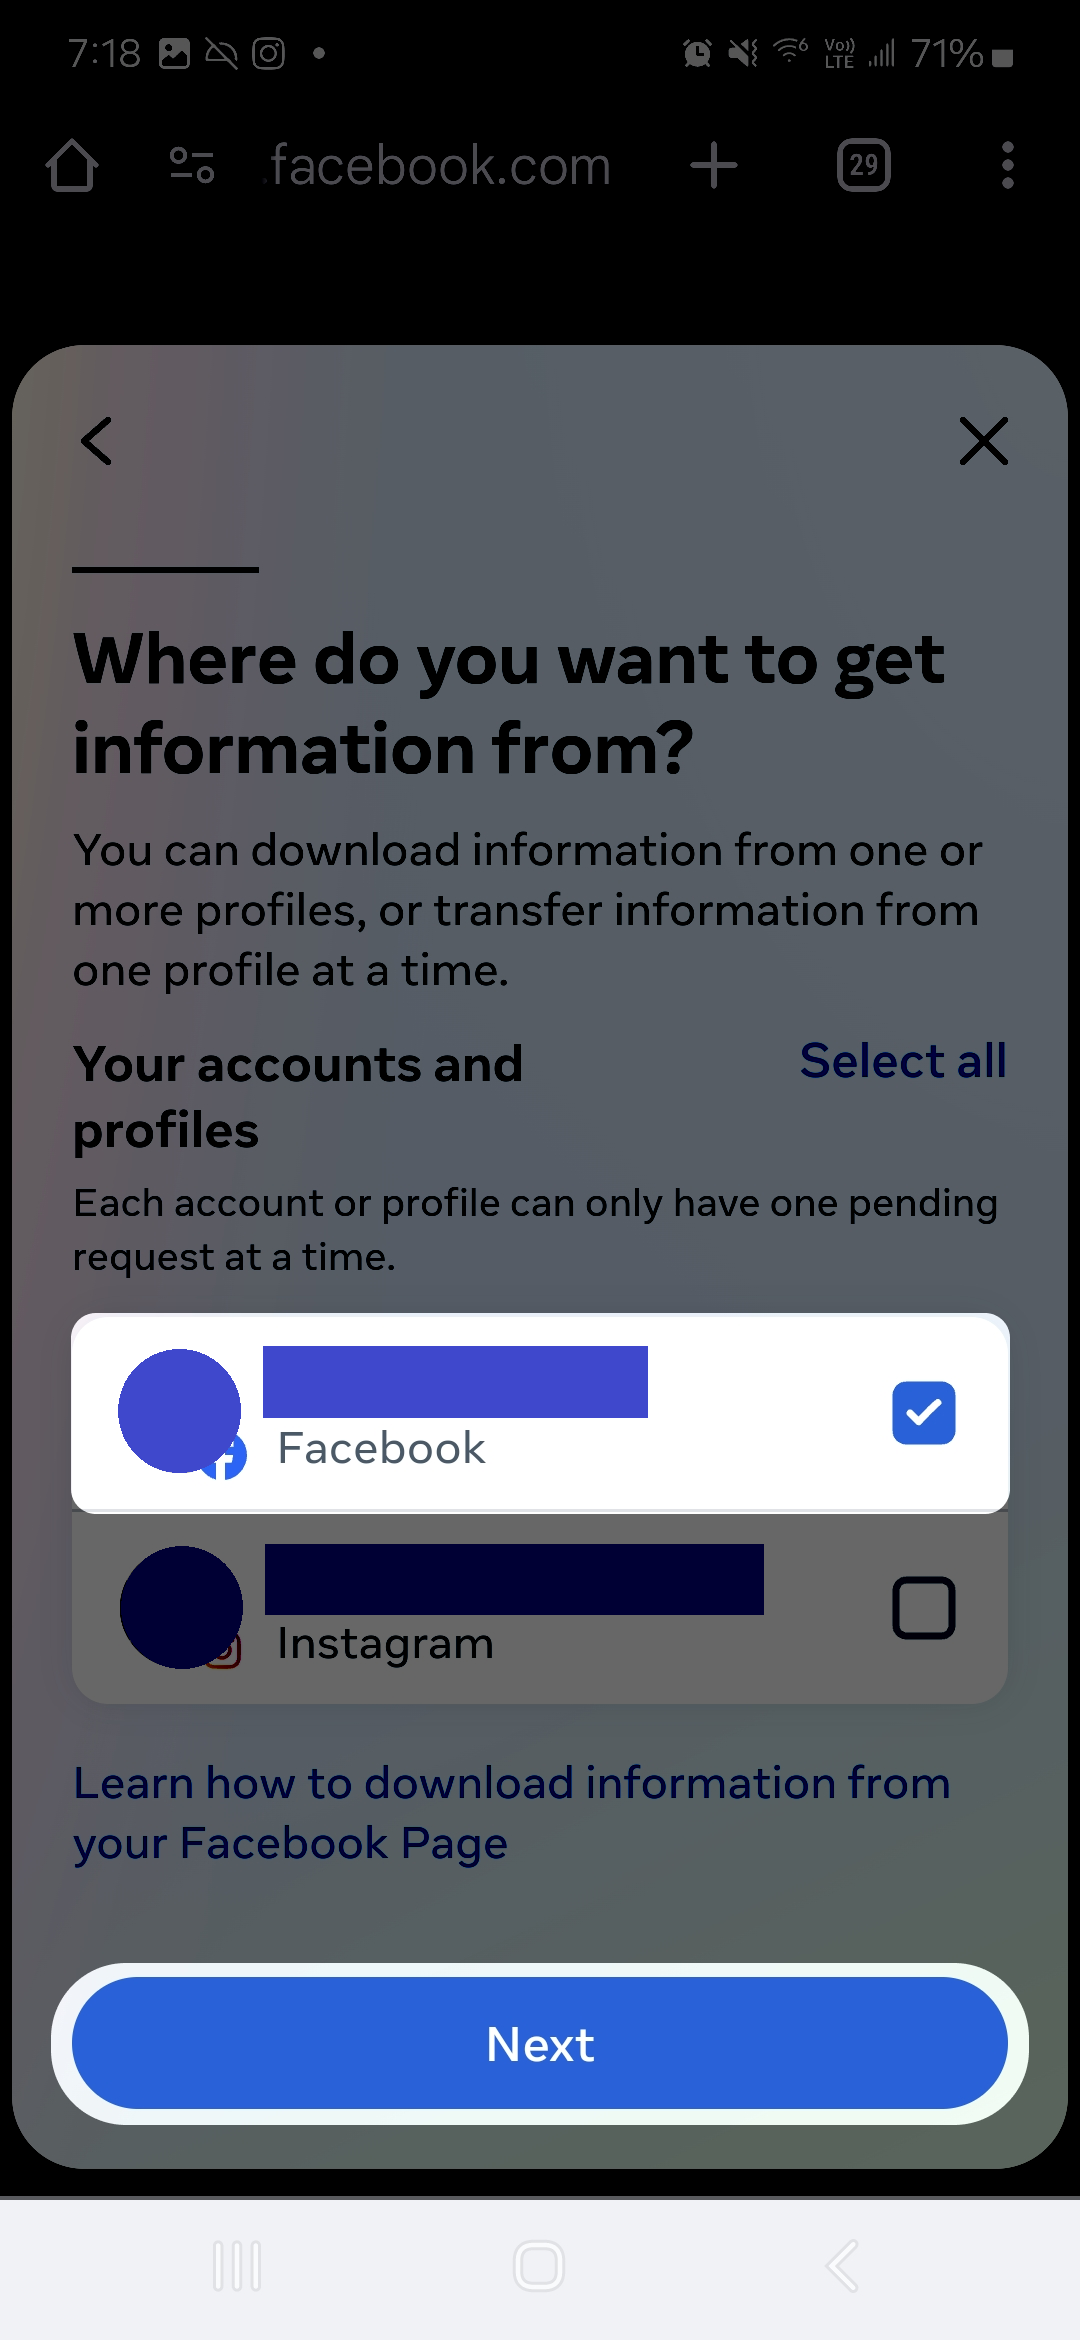 7:18 71%
.facebook.com 29
Where do you want to get
information from?
You can download information from one or
more profiles, or transfer information from
one profile at a time.
Your accounts and Select all
profiles
Each account or profile can only have one pending
request at a time.
Facebook
Instagram
Learn how to download information from
your Facebook Page
Next